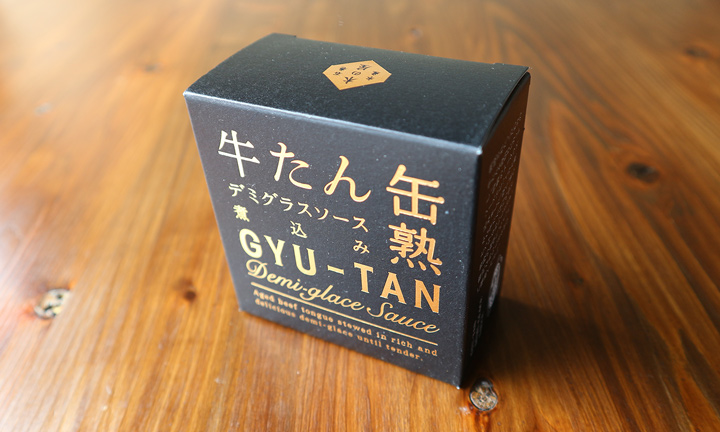 牛たん
缶熟
デミグラスソース
煮込み
GYU-TAN
Demi-glace Sauce
Aged beef tongue stewed in rich and
delicious demi-glace until tender.